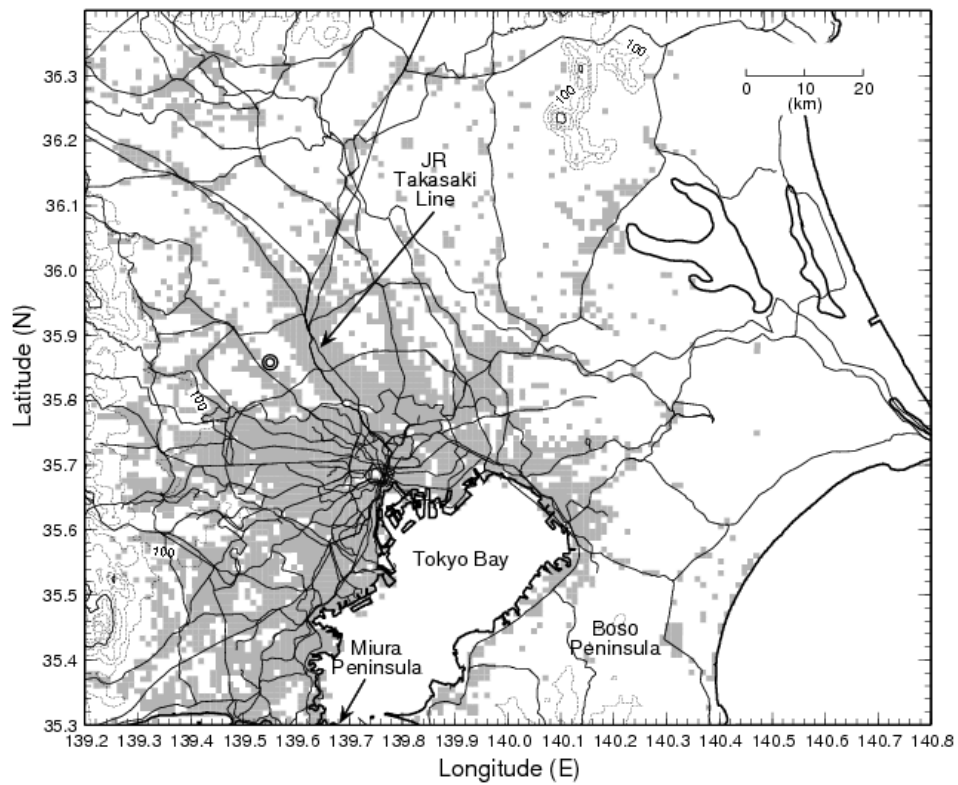 36.3
36.2
36.1
36.0
35.9
35.8
35.7
35.6
35.5
35.4
35.3
Latitude (N)
100
100
0 10 20
(km)
JR
Takasaki
Line
100
100
Tokyo Bay
Miura
Peninsula
Boso
Peninsula
139.2 139.3 139.4 139.5 139.6 139.7 139.8 139.9 140.0 140.1 140.2 140.3 140.4 140.5 140.6 140.7 140.8
Longitude (E)